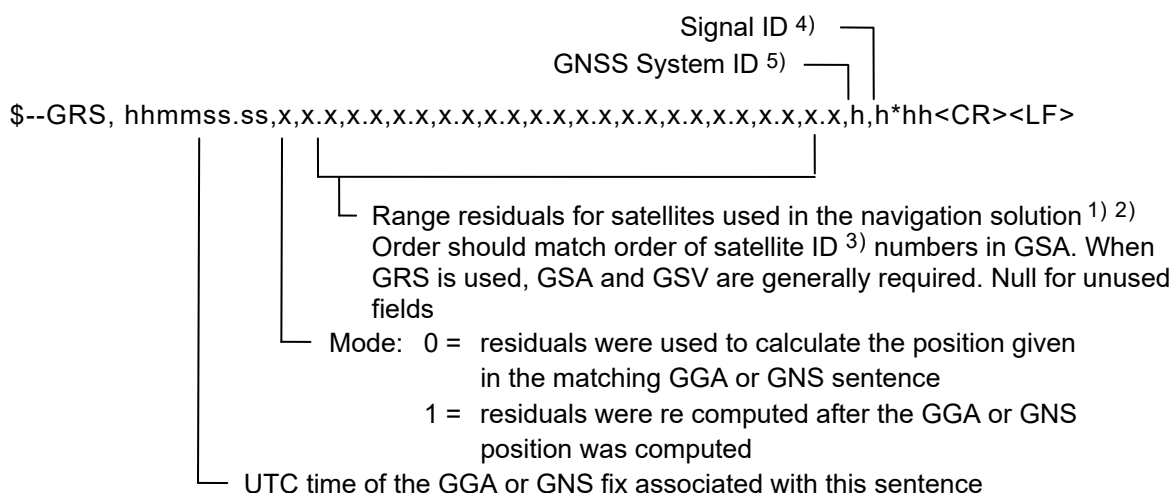 Signal ID 4)
GNSS System ID 5)
$--GRS, hhmmss.ss,x,x.x,x.x,x.x,x.x,x.x,x.x,x.x,x.x,x.x,x.x,x.x,x.x,h,h*hh<CR><LF>
Range residuals for satellites used in the navigation solution 1) 2)
Order should match order of satellite ID 3) numbers in GSA. When
GRS is used, GSA and GSV are generally required. Null for unused
fields
Mode: 0 = residuals were used to calculate the position given
in the matching GGA or GNS sentence
1 = residuals were re computed after the GGA or GNS
position was computed
UTC time of the GGA or GNS fix associated with this sentence